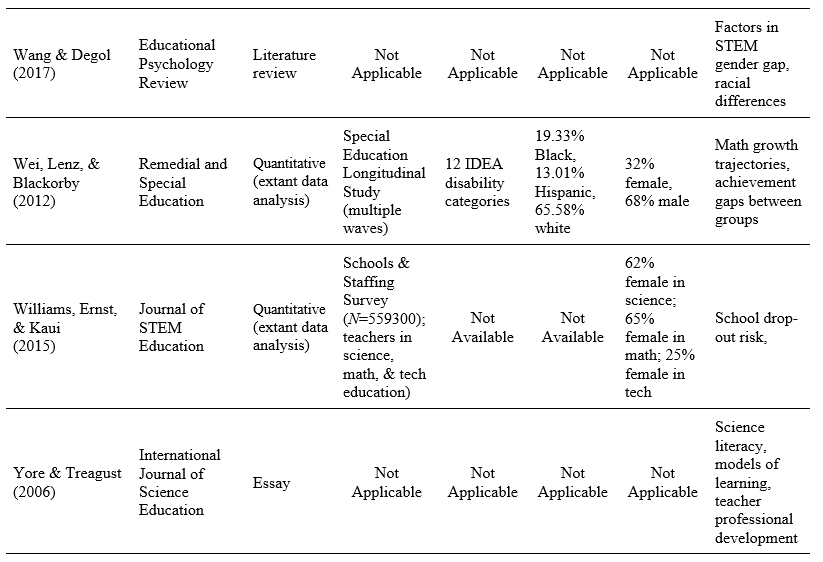 Wang & Degol
(2017)
Educational
Psychology
Review
Literature
review
Not
Applicable
Not
Applicable
Not
Applicable
Not
Applicable
Factors in
STEM
gender gap,
racial
differences
Wei, Lenz, &
Blackorby
(2012)
Remedial and
Special
Education
Quantitative
(extant data
analysis)
Special
Education
Longitudinal
Study
(multiple
waves)
12 IDEA
disability
categories
19.33%
Black,
13.01%
Hispanic,
65.58%
white
32%
female,
68% male
Math growth
trajectories,
achievement
gaps between
groups
Williams, Ernst,
& Kaui
(2015)
Journal of
STEM
Education
Quantitative
(extant data
analysis)
Schools &
Staffing
Survey
(N=559300);
teachers in
science,
math, & tech
education)
Not
Available
Not
Available
62%
female in
science;
65%
female in
math; 25%
female in
tech
School drop-
out risk,
Yore & Treagust
(2006)
International
Journal of
Science
Education
Essay
Not
Applicable
Not
Applicable
Not
Applicable
Not
Applicable
Science
literacy,
models of
learning,
teacher
professional
development